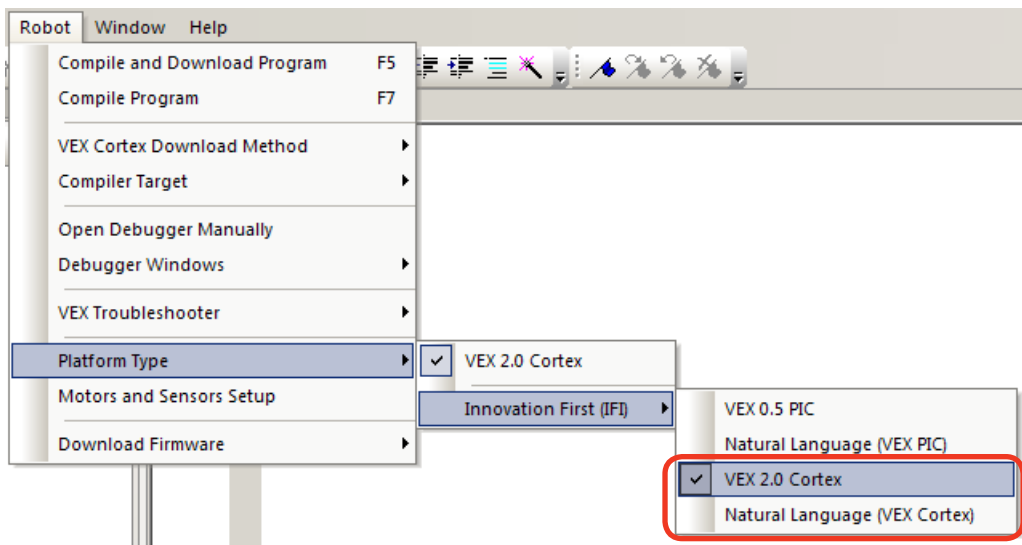 Robot Window Help
Compile and Download Program F5
Compile Program F7
VEX Cortex Download Method
Compiler Target
Open Debugger Manually
Debugger Windows
VEX Troubleshooter
Platform Type
Motors and Sensors Setup
Download Firmware
VEX 2.0 Cortex
Innovation First (IFI)
VEX 0.5 PIC
Natural Language (VEX PIC)
VEX 2.0 Cortex
Natural Language (VEX Cortex)